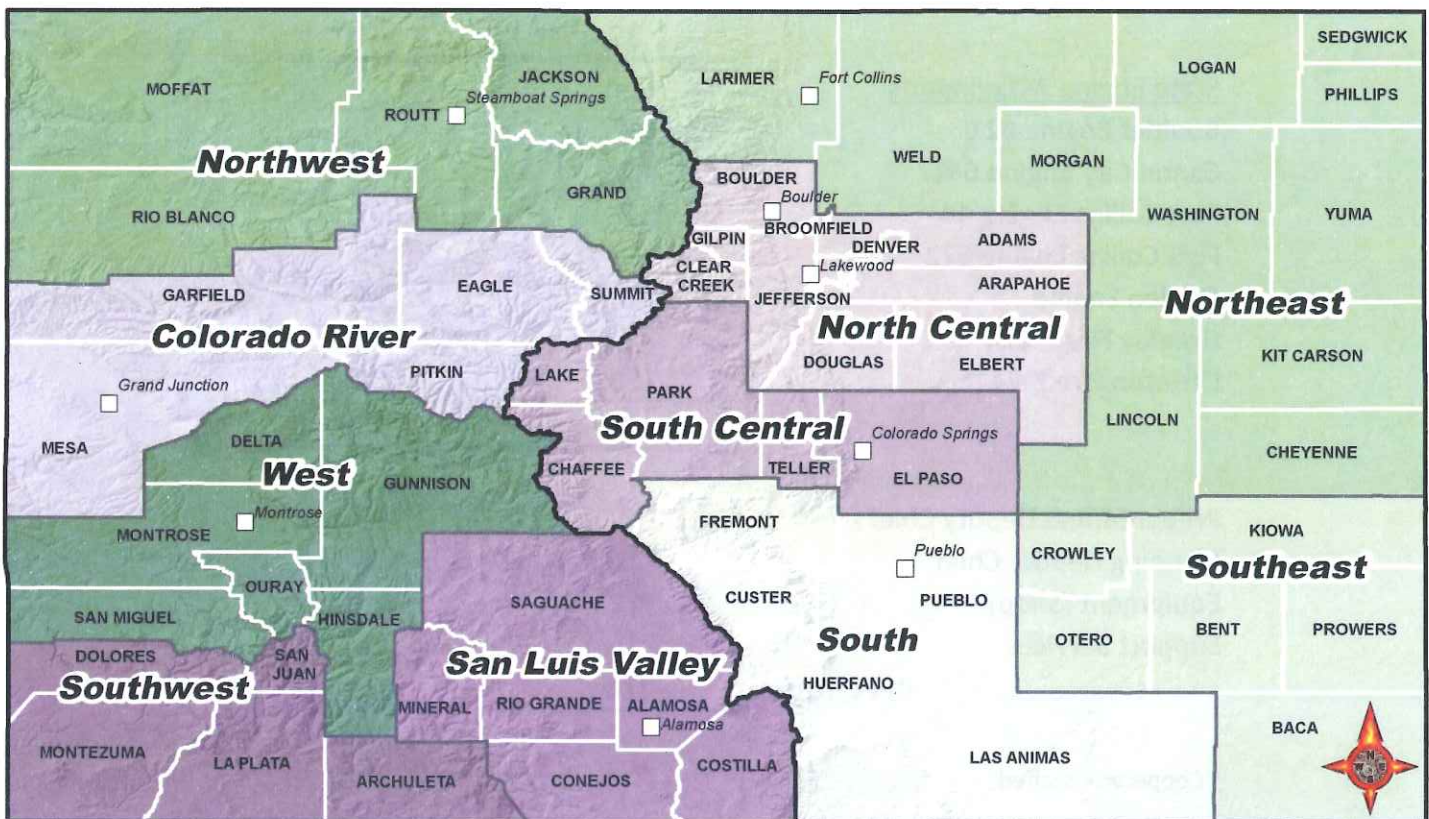 SEDGWICK
LOGAN
JACKSON
LARIMER
Fort Collins
MOFFAT
PHILLIPS
Steamboat Springs
ROUTT
WELD
MORGAN
Northwest
BOULDER
GRAND
Boulder
RIO BLANCO
WASHINGTON
YUMA
BROOMFIELD
GILPIN
DENVER
ADAMS
CLEAR
CREEK
Lakewood
ARAPAHOE
EAGLE
GARFIELD
SUMMIT
JEFFERSON
Northeast
North Central
Colorado River
KIT CARSON
DOUGLAS
ELBERT
PITKIN
LAKE
Grand Junction
PARK
LINCOLN
South Central
Colorado Springs
DELTA
MESA
CHEYENNE
West
CHAFFEE
TELLER
GUNNISON
EL PASO
Montrose
FREMONT
MONTROSE
KIOWA
Pueblo
CROWLEY
Southeast
OURAY
CUSTER
PUEBLO
SAGUACHE
SAN MIGUEL
HINSDALE
BENT
PROWERS
OTERO
South
DOLORES
SAN
JUAN
San Luis Valley
Southwest
HUERFANO
MINERAL
RIO GRANDE
ALAMOSA
Alamosa
BACA
MONTEZUMA
LA PLATA
LAS ANIMAS
COSTILLA
ARCHULETA
CONEJOS